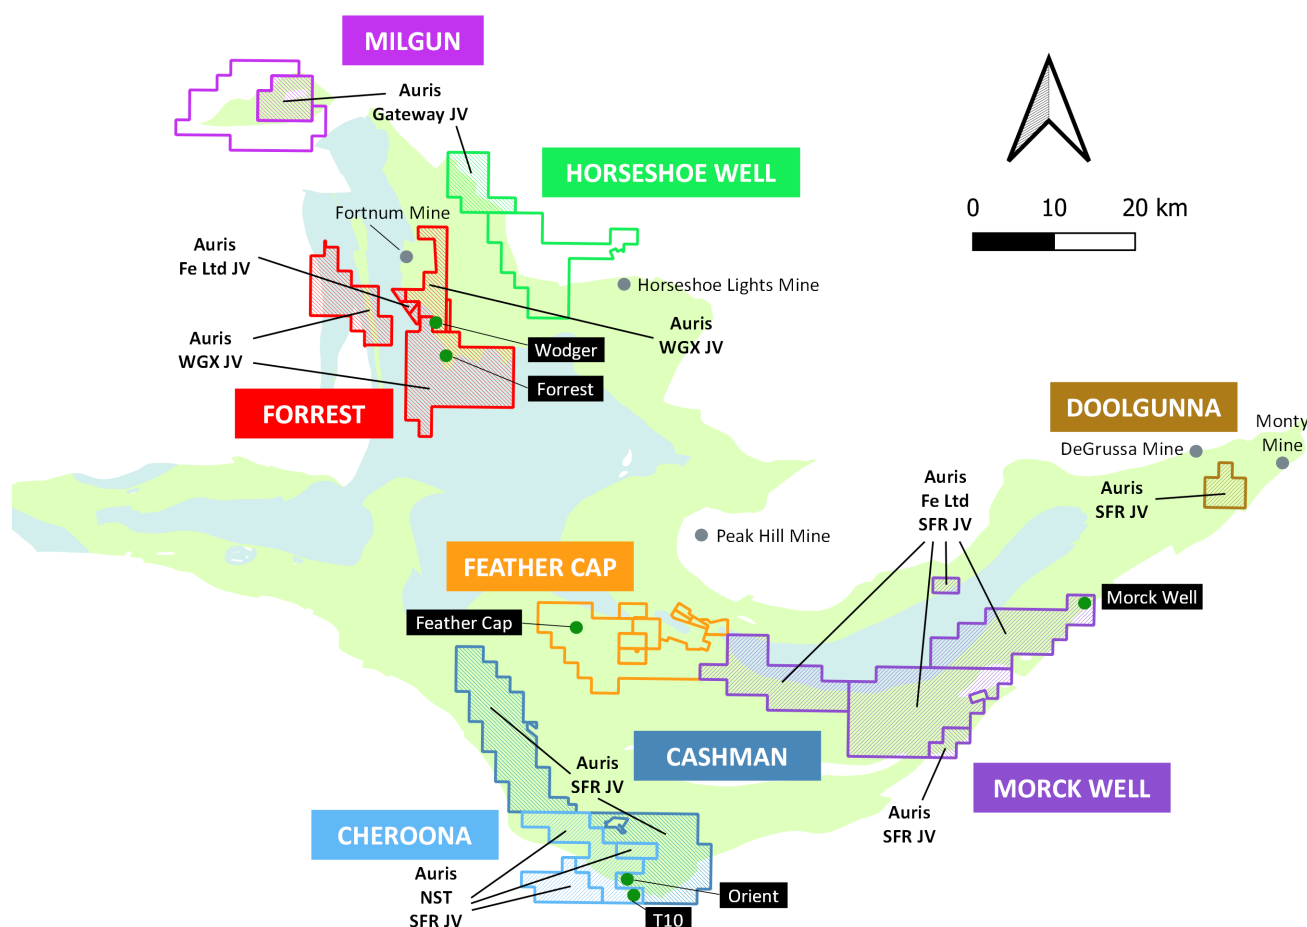 MILGUN
Auris
Gateway JV
HORSESHOE WELL
0 10 20 km
Fortnum Mine
Auris
Fe Ltd JV
Horseshoe Lights Mine
Auris
WGX JV
Auris
WGX JV
Wodger
Forrest
FORREST
DOOLGUNNA
Monty
Mine
DeGrussa Mine
Auris
Fe Ltd
SFR JV
Auris
SFR JV
Peak Hill Mine
FEATHER CAP
Feather Cap
Morck Well
CASHMAN
Auris
SFR JV
MORCK WELL
Auris
SFR JV
CHEROONA
Auris
NST
SFR JV
Orient
T10